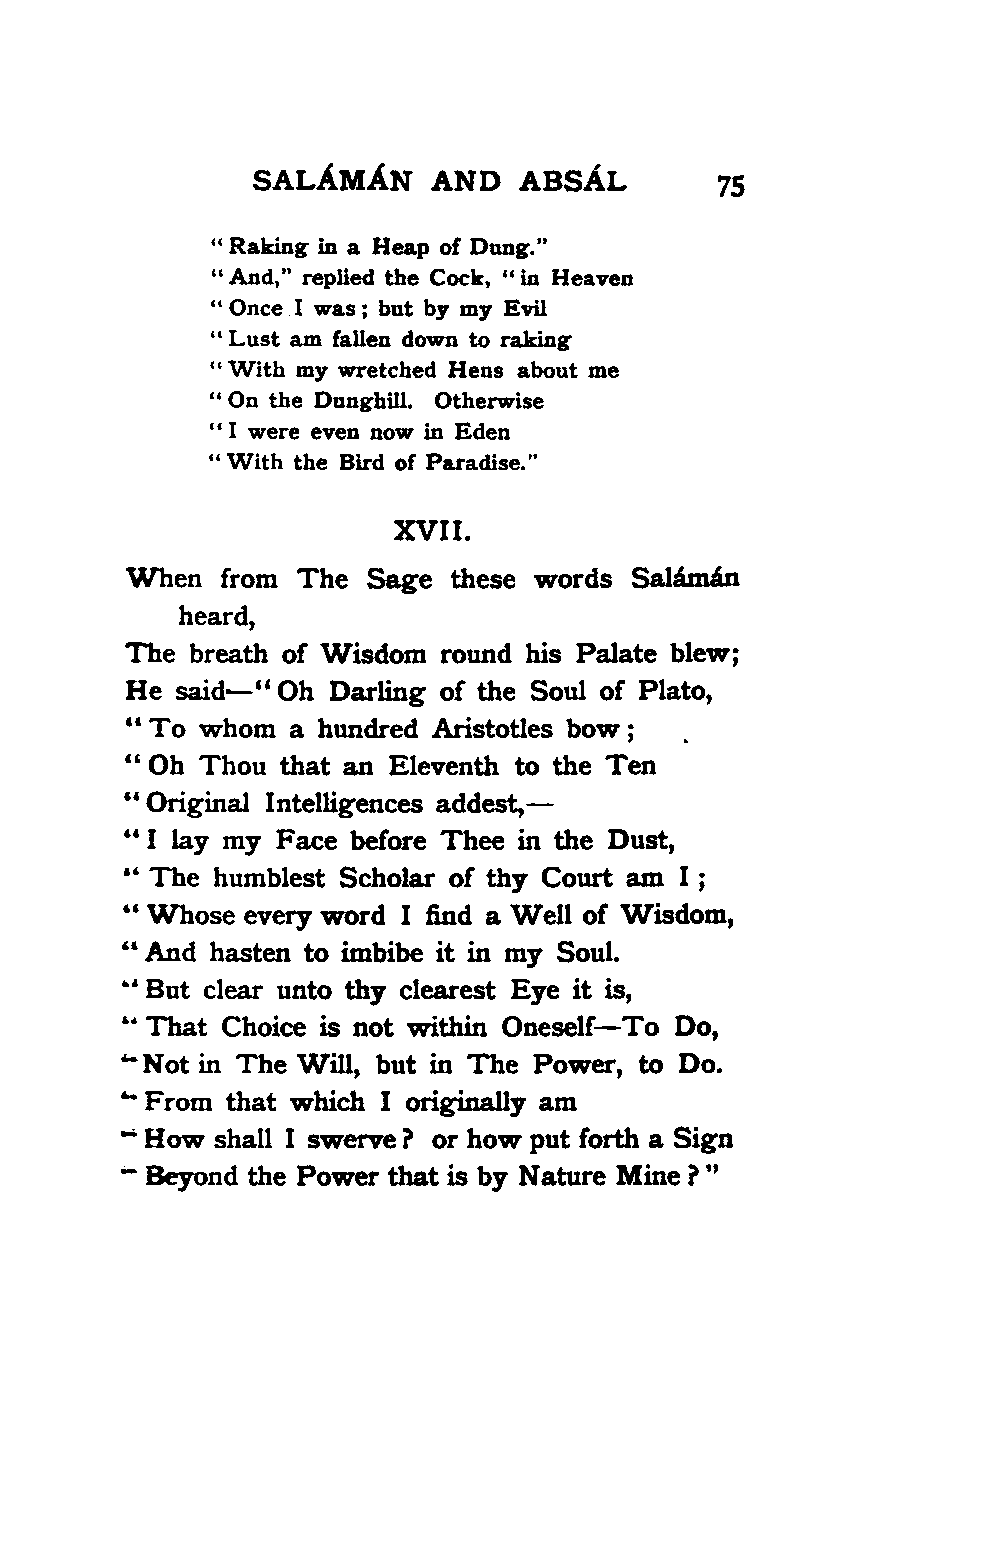 SALÁMÁN AND ABSÁL 75
"Raking in a Heap of Dung."
"And," replied the Cock, "in Heaven
"Once I was; but by my Evil
"Lust am fallen down to raking
"With my wretched Hens about me
"On the Dunghill. Otherwise
"I were even now in Eden
"With the Bird of Paradise."
XVII.
When from The Sage these words Salámán
heard,
The breath of Wisdom round his Palate blew;
He said—"Oh Darling of the Soul of Plato,
"To whom a hundred Aristotles bow;
"Oh Thou that an Eleventh to the Ten
"Original Intelligences addest,—
"I lay my Face before Thee in the Dust,
"The humblest Scholar of thy Court am I;
"Whose every word I find a Well of Wisdom,
"And hasten to imbibe it in my Soul.
"But clear unto thy clearest Eye it is,
"That Choice is not within Oneself—To Do,
"Not in The Will, but in The Power, to Do.
"From that which I originally am
"How shall I swerve? or how put forth a Sign
"Beyond the Power that is by Nature Mine?"